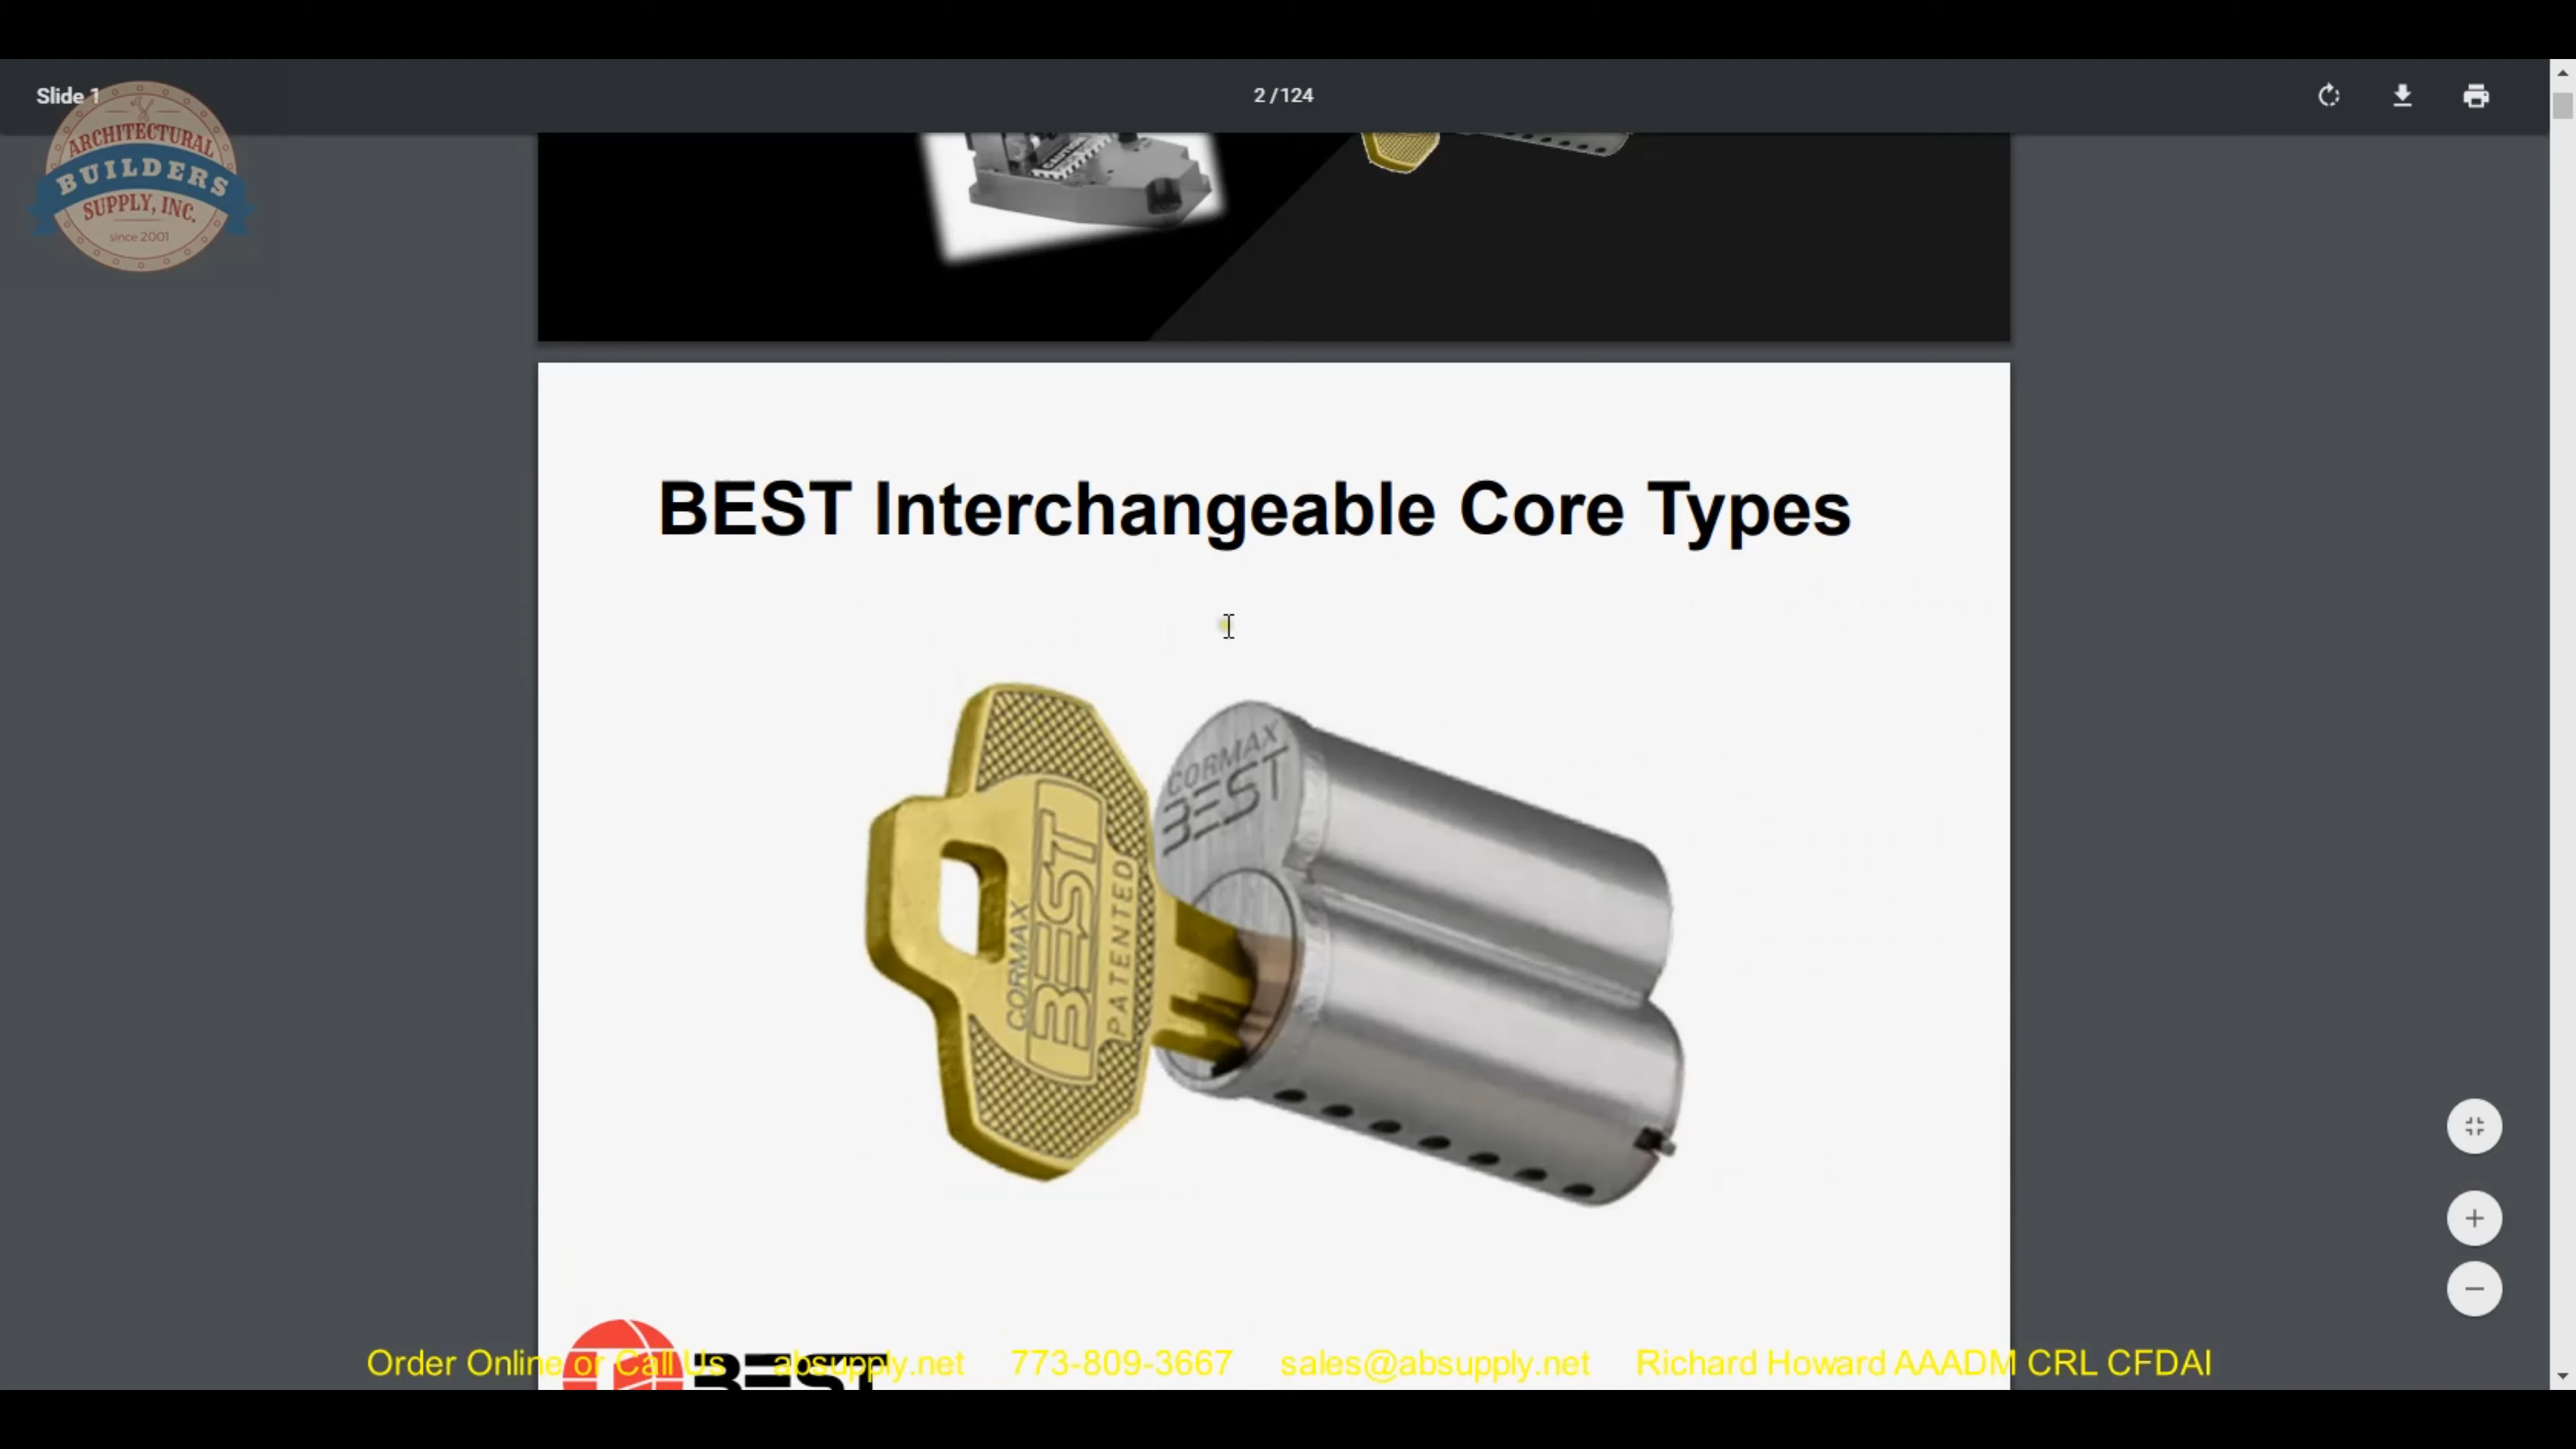 Slide 1
2 / 124
ARCHITECTURAL
BUILDERS
SUPPLY, INC.
since 2001
BEST Interchangeable Core Types
CORMAX
BEST
CORMAX
BEST
PATENTED
BEST
Order Online or Call Us absupply.net 773-809-3667 sales@absupply.net Richard Howard AAADM CRL CFDAI